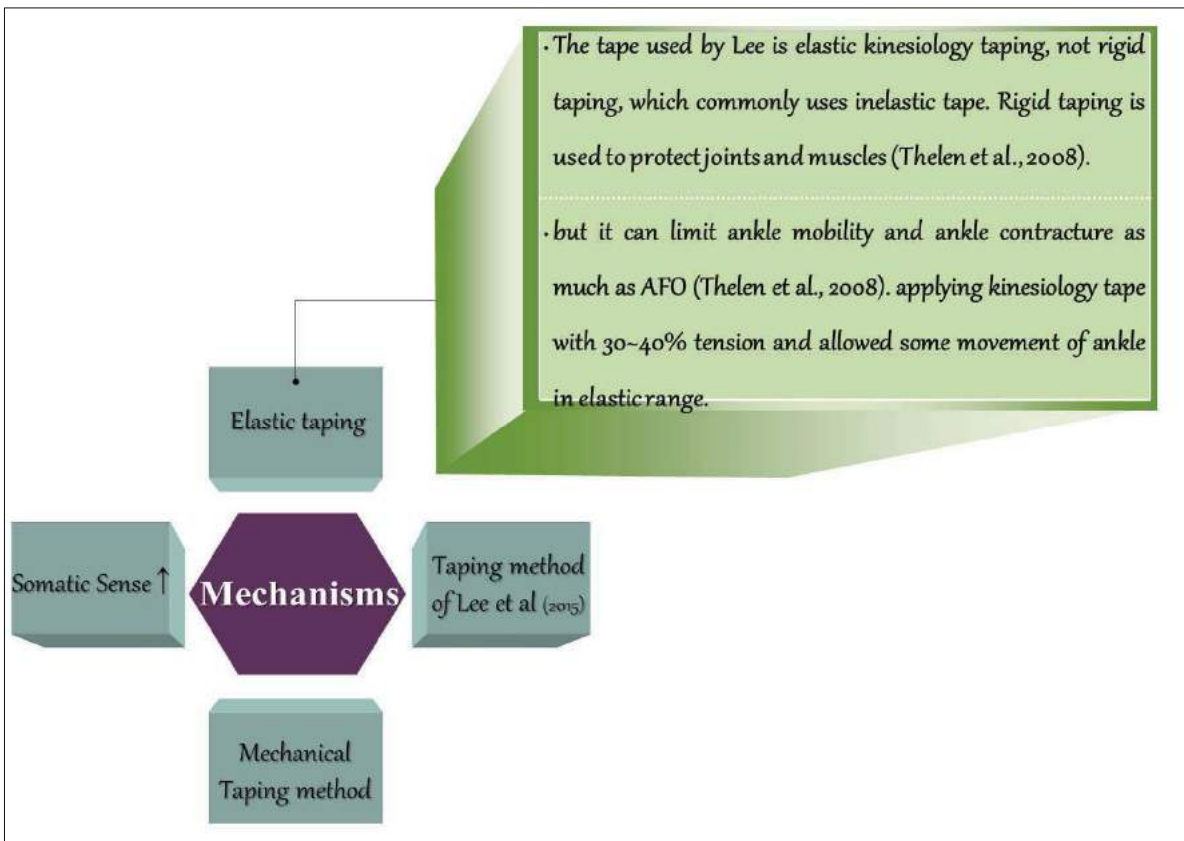 · The tape used by Lee is elastic kinesiology taping, not rigid
taping, which commonly uses inelastic tape. Rigid taping is
used to protect joints and muscles (Thelen et al., 2008).
· but it can limit ankle mobility and ankle contracture as
much as AFO (Thelen et al., 2008). applying kinesiology tape
with 30~40% tension and allowed some movement of ankle
in elastic range.
Elastic taping
Somatic Sense ↑
Mechanisms
Taping method
of Lee et al (2015)
Mechanical
Taping method